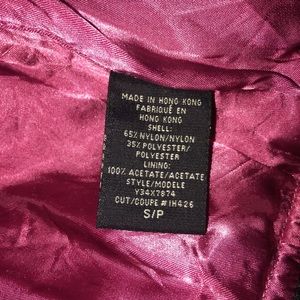 MADE IN HONG KONG
FABRIQUÉ EN
HONG KONG
SHELL:
65% NYLON/NYLON
35% POLYESTER/
POLYESTER
LINING:
100% ACETATE/ACETATE
STYLE/MODELE
Y34X7874
CUT/COUPE #1H426
S/P